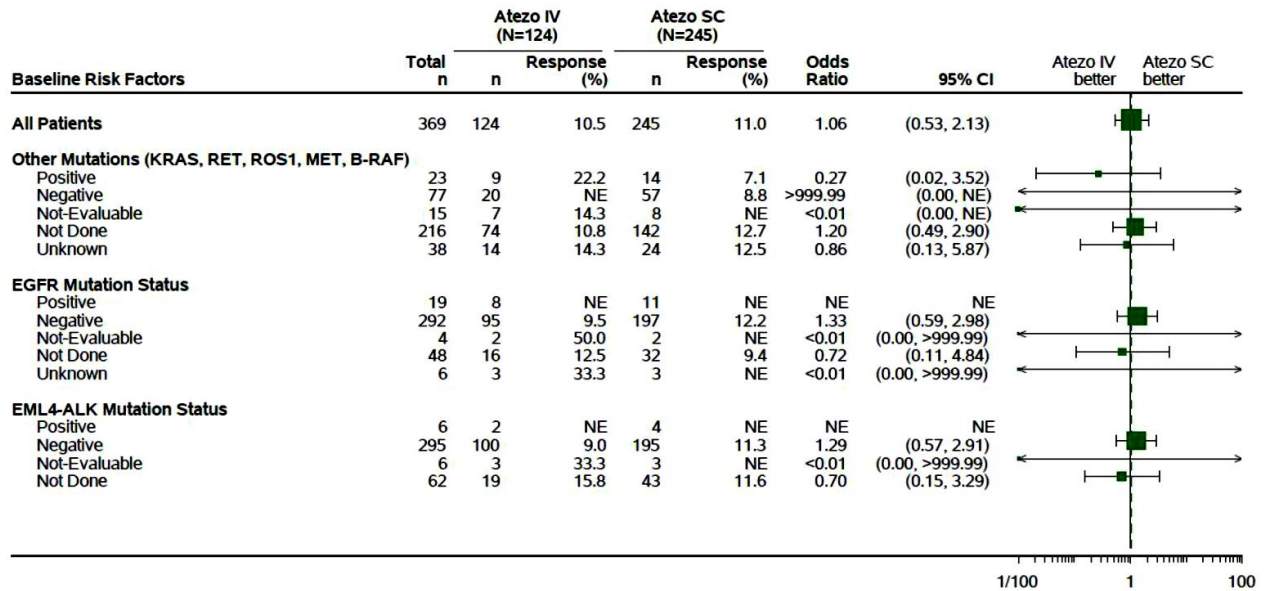 Atezo IV Atezo SC
(N=124) (N=245)
Total Response Response Odds Atezo IV Atezo SC
Baseline Risk Factors n n (%) n (%) Ratio 95% CI better better
All Patients 369 124 10.5 245 11.0 1.06 (0.53, 2.13)
Other Mutations (KRAS, RET, ROS1, MET, B-RAF)
Positive 23 9 22.2 14 7.1 0.27 (0.02, 3.52)
Negative 77 20 NE 57 8.8 >999.99 (0.00, NE)
Not-Evaluable 15 7 14.3 8 NE <0.01 (0.00, NE)
Not Done 216 74 10.8 142 12.7 1.20 (0.49, 2.90)
Unknown 38 14 14.3 24 12.5 0.86 (0.13, 5.87)
EGFR Mutation Status
Positive 19 8 NE 11 NE NE NE
Negative 292 95 9.5 197 12.2 1.33 (0.59, 2.98)
Not-Evaluable 4 2 50.0 2 NE <0.01 (0.00, >999.99)
Not Done 48 16 12.5 32 9.4 0.72 (0.11, 4.84)
Unknown 6 3 33.3 3 NE <0.01 (0.00, >999.99)
EML4-ALK Mutation Status
Positive 6 2 NE 4 NE NE NE
Negative 295 100 9.0 195 11.3 1.29 (0.57, 2.91)
Not-Evaluable 6 3 33.3 3 NE <0.01 (0.00, >999.99)
Not Done 62 19 15.8 43 11.6 0.70 (0.15, 3.29)
1/100 1 100